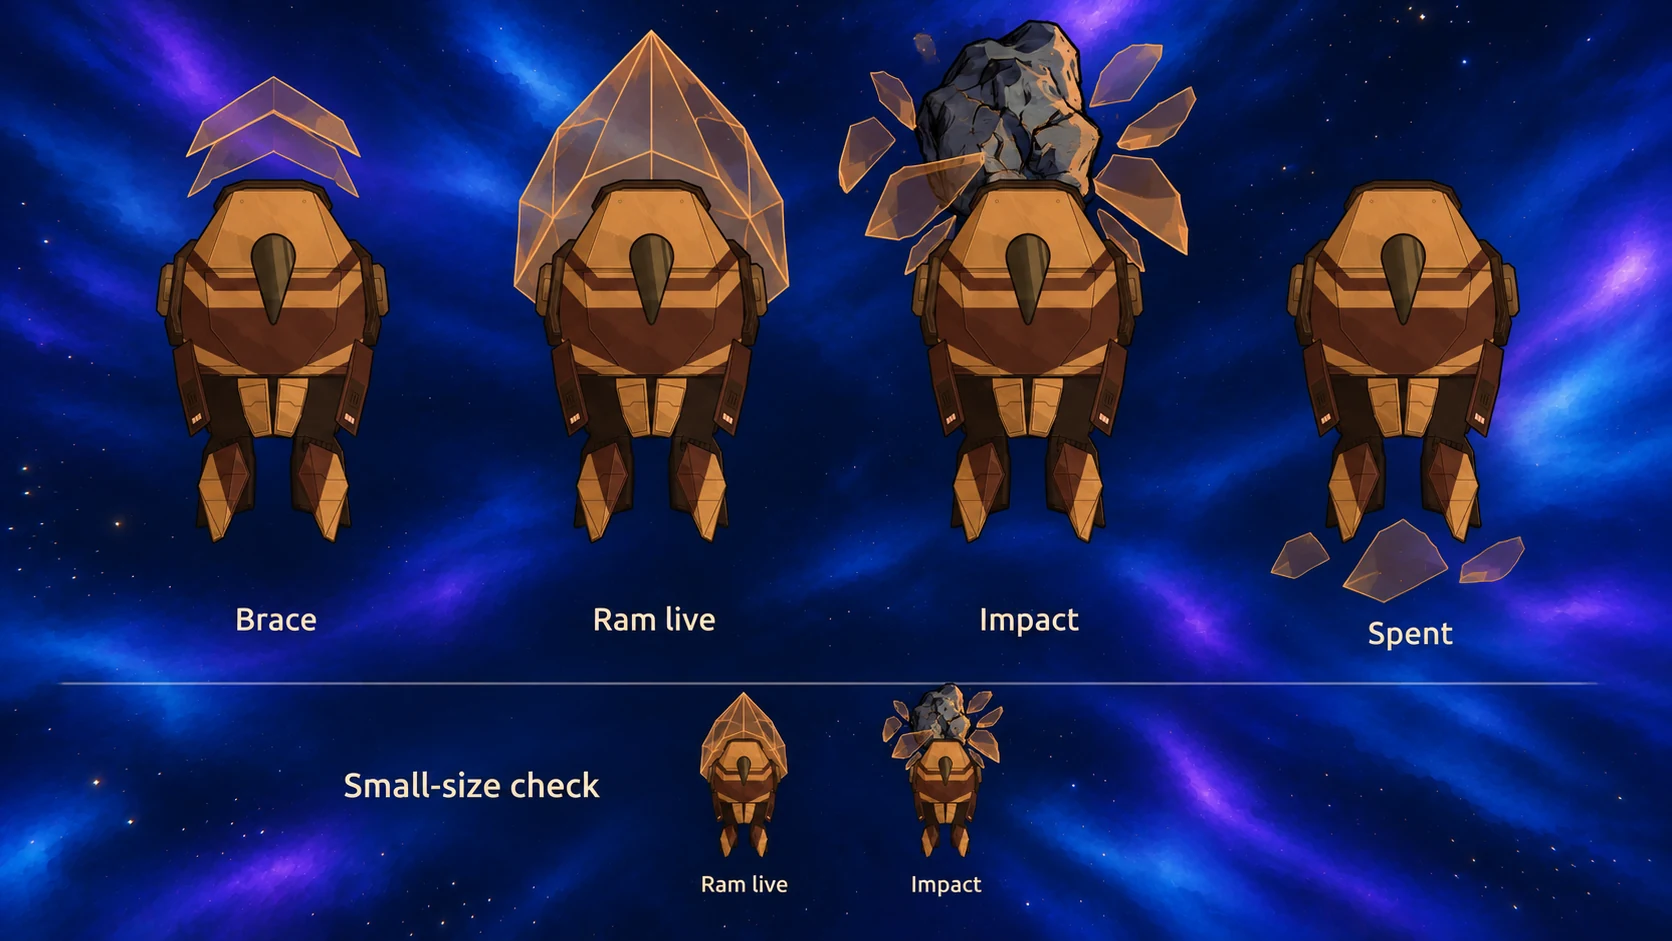 Brace
Ram live
Impact
Spent
Small-size check
Ram live
Impact